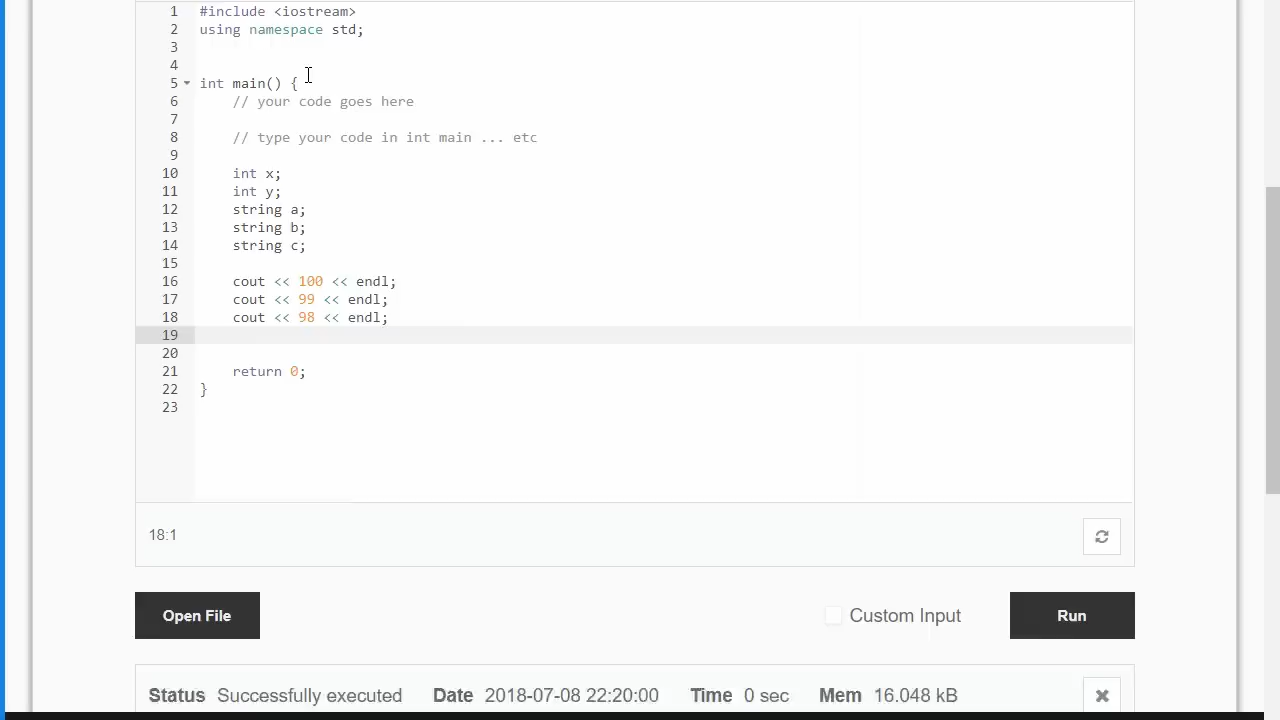 1 #include <iostream>
2 using namespace std;
3
4
5 int main() {
6 // your code goes here
7
8 // type your code in int main ... etc
9
10 int x;
11 int y;
12 string a;
13 string b;
14 string c;
15
16 cout << 100 << endl;
17 cout << 99 << endl;
18 cout << 98 << endl;
19
20
21 return 0;
22 }
23
18:1
Open File Custom Input Run
Status Successfully executed Date 2018-07-08 22:20:00 Time 0 sec Mem 16.048 kB